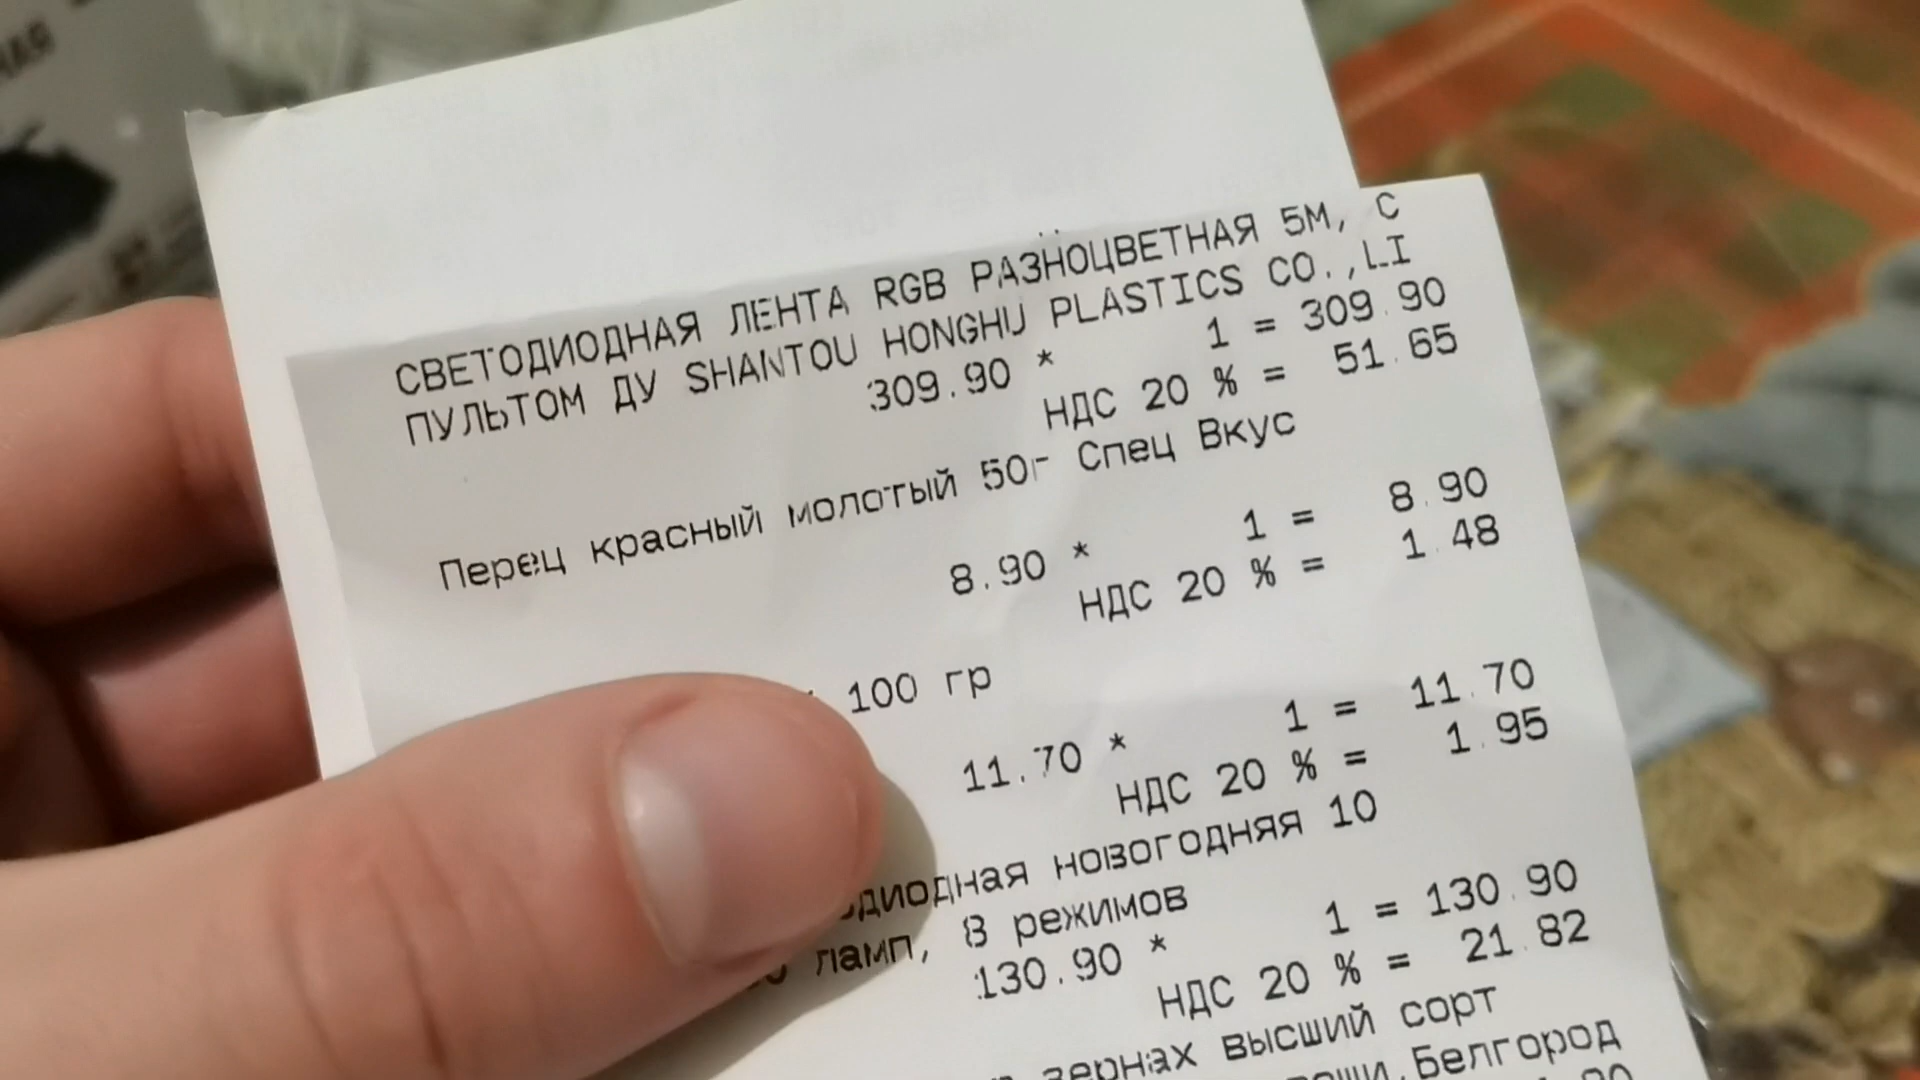 СВЕТОДИОДНАЯ ЛЕНТА RGB РАЗНОЦВЕТНАЯ 5М, С
ПУЛЬТОМ ДУ SHANTOU HONGHU PLASTICS CO.,LI
309.90 * 1 = 309.90
НДС 20 % = 51.65
Перец красный молотый 50г Спец Вкус
8.90 * 1 = 8.90
НДС 20 % = 1.48
100 гр
11.70 * 1 = 11.70
НДС 20 % = 1.95
новогодняя 10
ламп, 8 режимов
130.90 * 1 = 130.90
НДС 20 % = 21.82
зернах высший сорт
Белгород